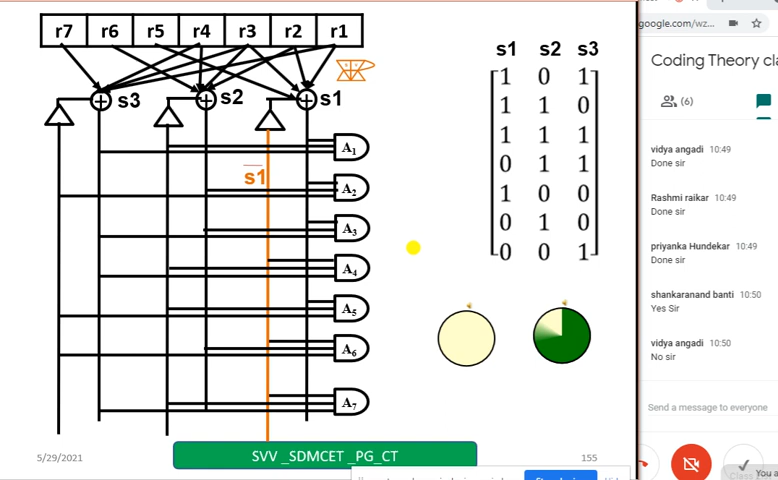 r7 r6 r5 r4 r3 r2 r1
s3 s2 s1
A1
s1
A2
A3
A4
A5
A6
A7
s1 s2 s3
1 0 1
1 1 0
1 1 1
0 1 1
1 0 0
0 1 0
0 0 1
5/29/2021
SVV _SDMCET _PG_CT
155
google.com/wz...
Coding Theory cla
(6)
vidya angadi 10:49
Done sir
Rashmi raikar 10:49
Done sir
priyanka Hundekar 10:49
Done sir
shankaranand banti 10:50
Yes Sir
vidya angadi 10:50
No sir
Send a message to everyone
You a